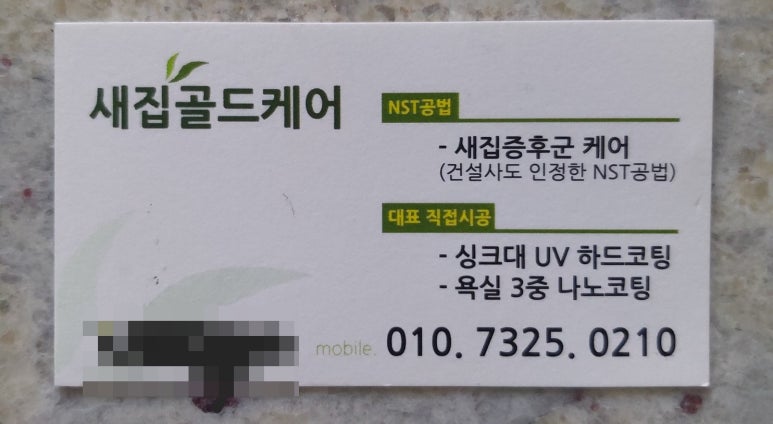 새집골드케어
NST공법
- 새집증후군 케어
(건설사도 인정한 NST공법)
대표 직접시공
- 싱크대 UV 하드코팅
- 욕실 3중 나노코팅
mobile. 010. 7325. 0210